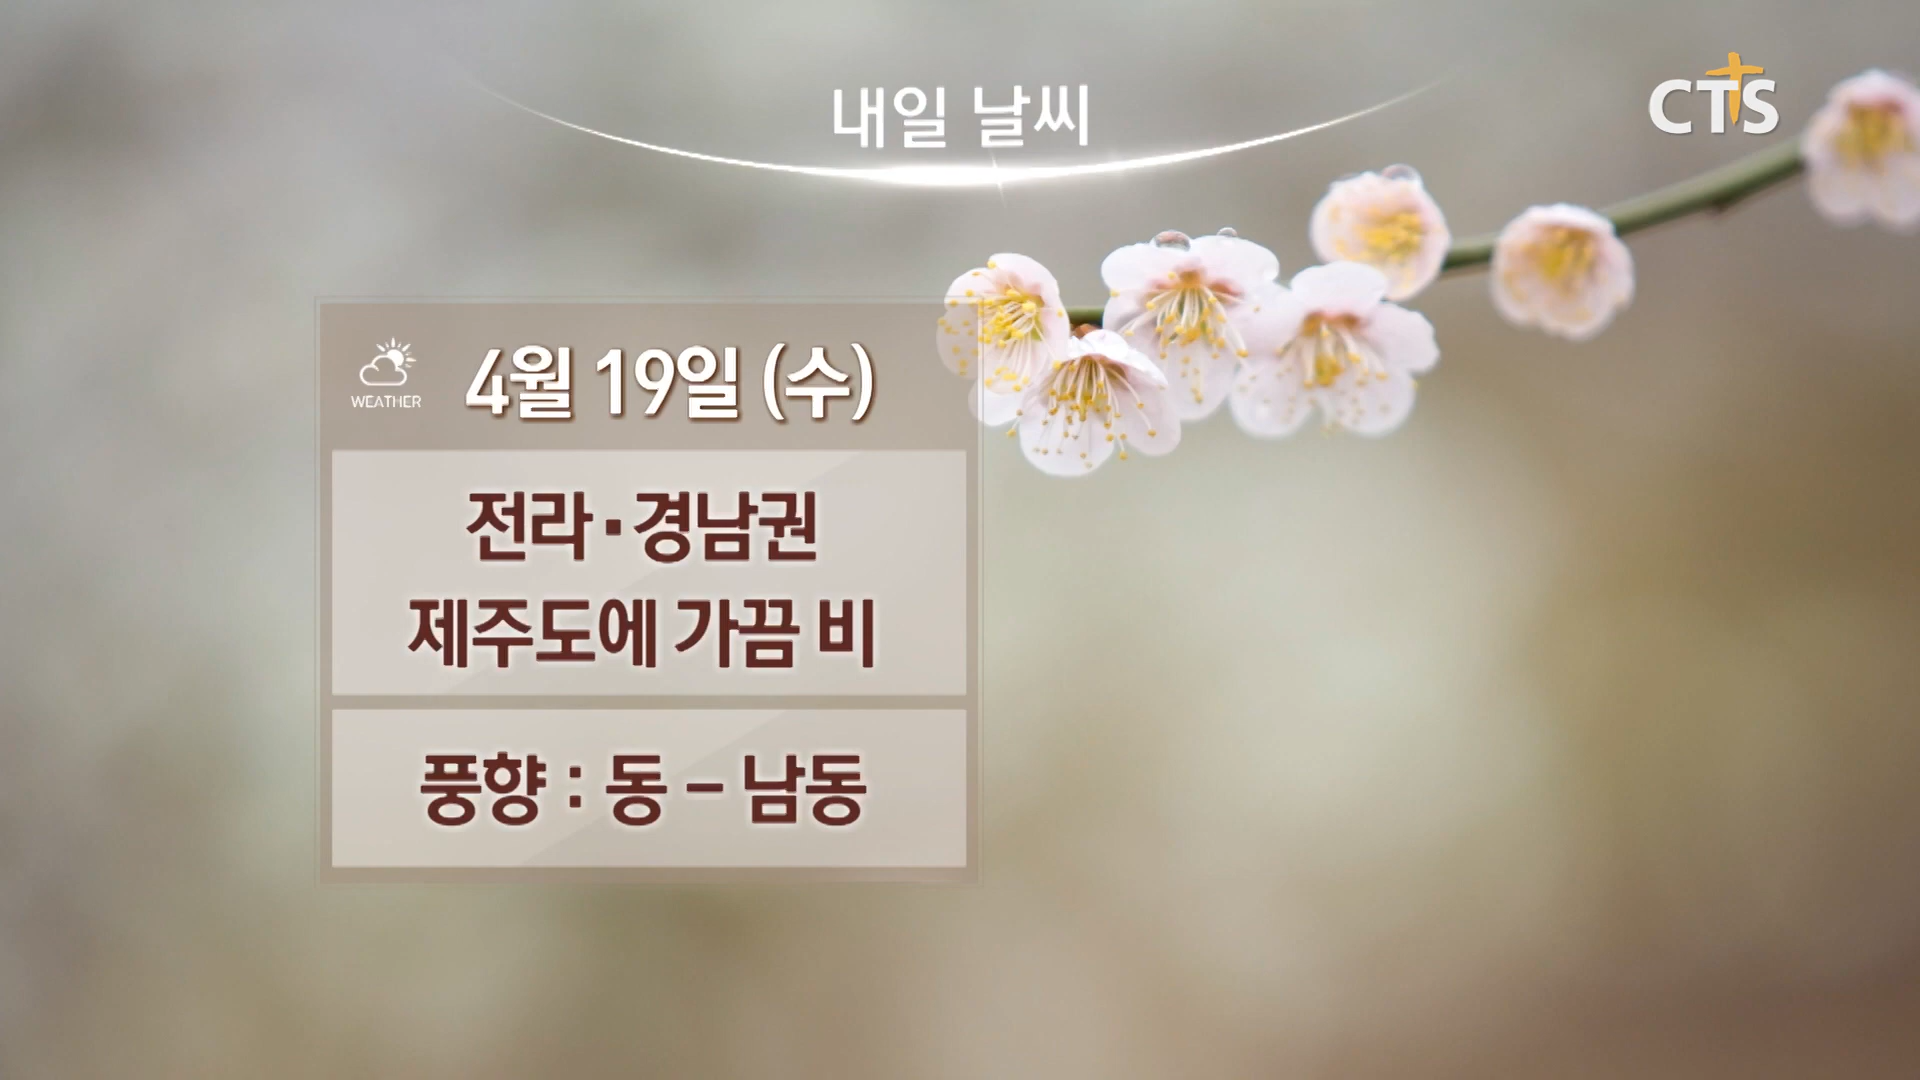 내일 날씨
CTS
WEATHER
4월 19일 (수)
전라·경남권
제주도에 가끔 비
풍향 : 동 – 남동